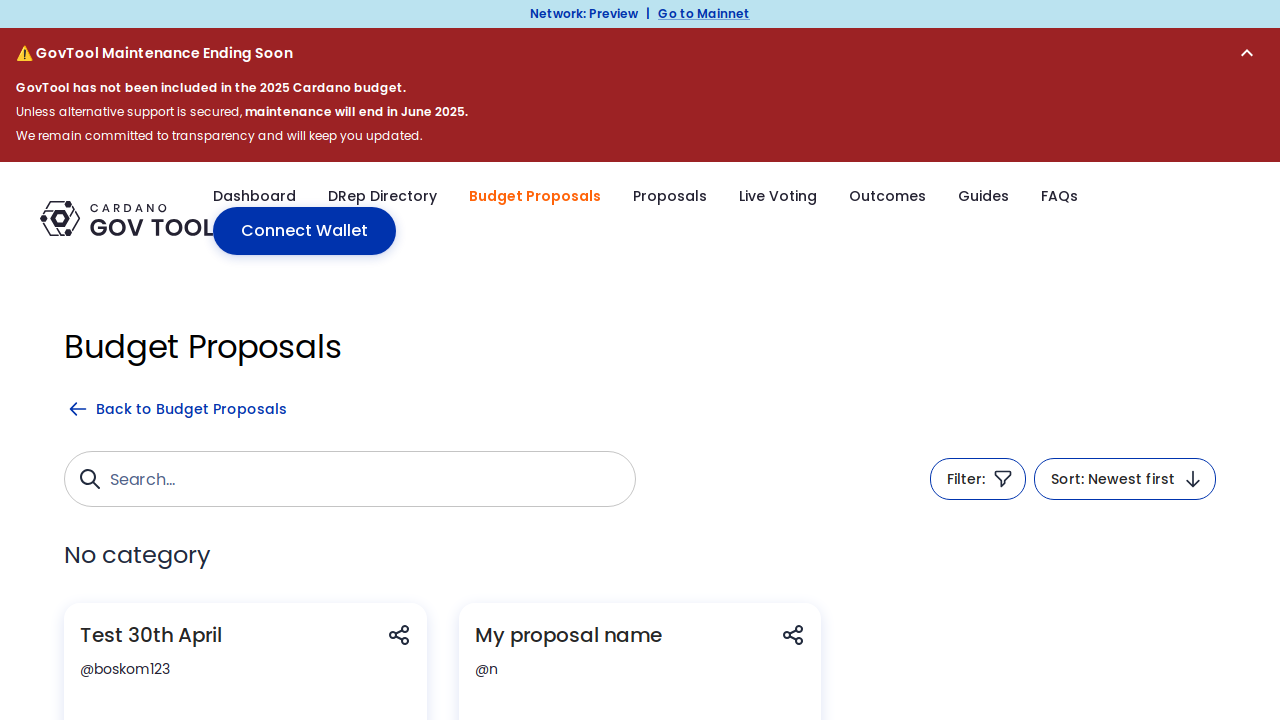 Network: Preview | Go to Mainnet
⚠️ GovTool Maintenance Ending Soon
GovTool has not been included in the 2025 Cardano budget.
Unless alternative support is secured, maintenance will end in June 2025.
We remain committed to transparency and will keep you updated.
CARDANO
GOV TOOL
Dashboard DRep Directory Budget Proposals Proposals Live Voting Outcomes Guides FAQs
Connect Wallet
Budget Proposals
Back to Budget Proposals
Search...
Filter:
Sort: Newest first
No category
Test 30th April
@boskom123
My proposal name
@n